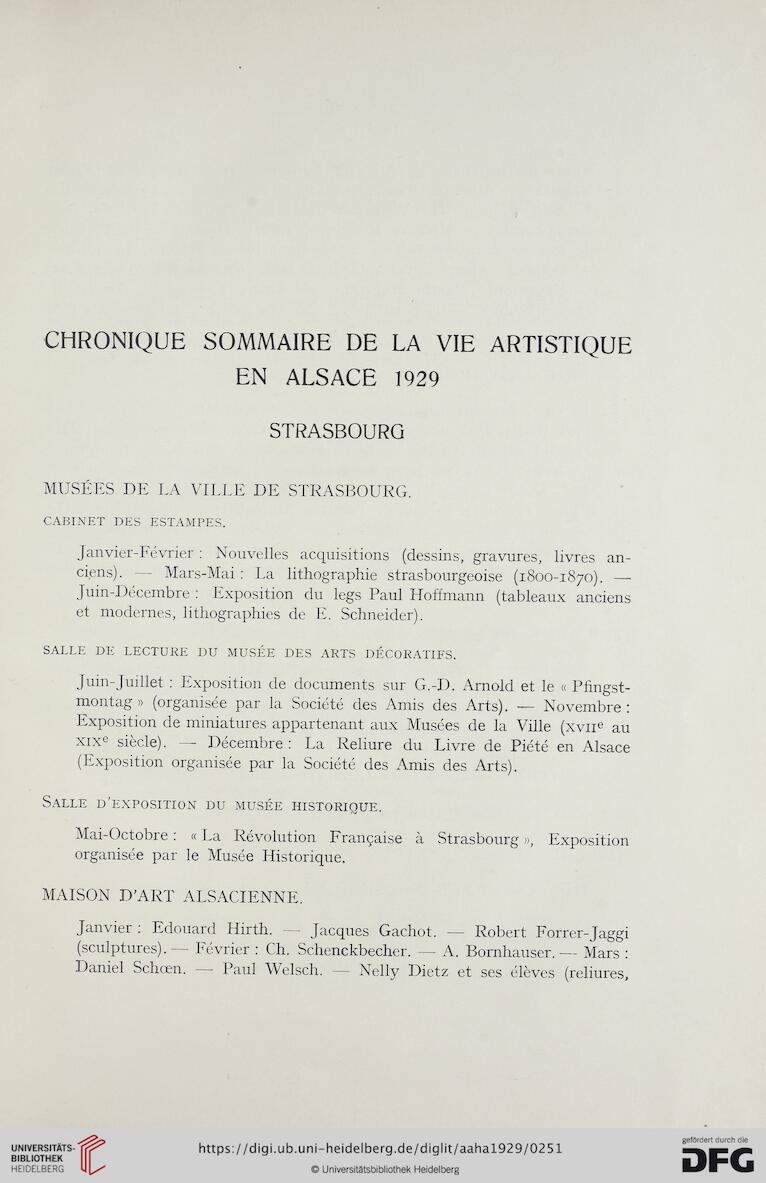 CHRONIQUE SOMMAIRE DE LA VIE ARTISTIQUE
EN ALSACE 1929
STRASBOURG
MUSÉES DE LA VILLE DE STRASBOURG.
CABINET DES ESTAMPES.
Janvier-Février : Nouvelles acquisitions (dessins, gravures, livres an-
ciens). — Mars-Mai : La lithographie strasbourgeoise (1800-1870). —
Juin-Décembre : Exposition du legs Paul Hoffmann (tableaux anciens
et modernes, lithographies de E. Schneider).
SALLE DE LECTURE DU MUSÉE DES ARTS DÉCORATIFS.
Juin-Juillet : Exposition de documents sur G.-D. Arnold et le « Pfingst-
montag » (organisée par la Société des Amis des Arts). — Novembre :
Exposition de miniatures appartenant aux Musées de la Ville (XVIIe au
XIXe siècle). — Décembre : La Reliure du Livre de Piété en Alsace
(Exposition organisée par la Société des Amis des Arts).
SALLE D'EXPOSITION DU MUSÉE HISTORIQUE.
Mai-Octobre : « La Révolution Française à Strasbourg », Exposition
organisée par le Musée Historique.
MAISON D'ART ALSACIENNE.
Janvier : Edouard Hirth. — Jacques Gachot. — Robert Forrer-Jaggi
(sculptures). — Février : Ch. Schenckbecher. — A. Bornhauser. — Mars :
Daniel Schœn. — Paul Welsch. — Nelly Dietz et ses élèves (reliures,
UNIVERSITÄTS-
BIBLIOTHEK
HEIDELBERG
https://digi.ub.uni-heidelberg.de/diglit/aaha1929/0251
© Universitätsbibliothek Heidelberg
gefördert durch die
DFG